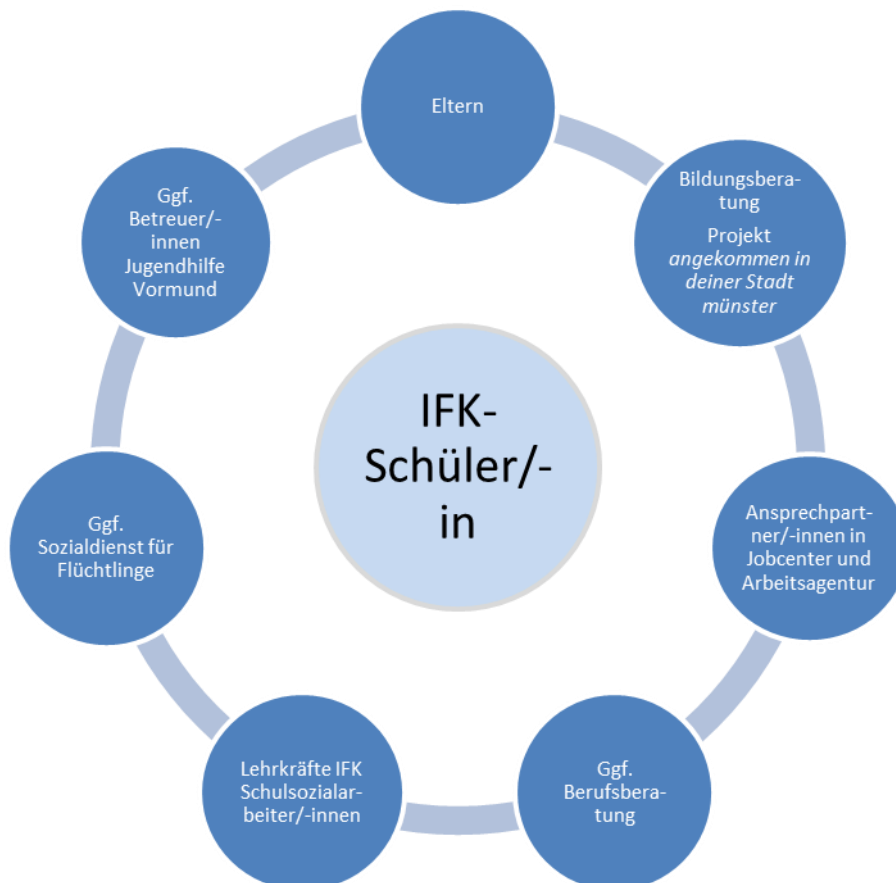 Eltern
Bildungsbera-
tung
Projekt
angekommen in
deiner Stadt
münster
Ansprechpart-
ner/-innen in
Jobcenter und
Arbeitsagentur
Ggf.
Berufsbera-
tung
Lehrkräfte IFK
Schulsozialar-
beiter/-innen
Ggf.
Sozialdienst für
Flüchtlinge
Ggf.
Betreuer/-
innen
Jugendhilfe
Vormund
IFK-
Schüler/-
in